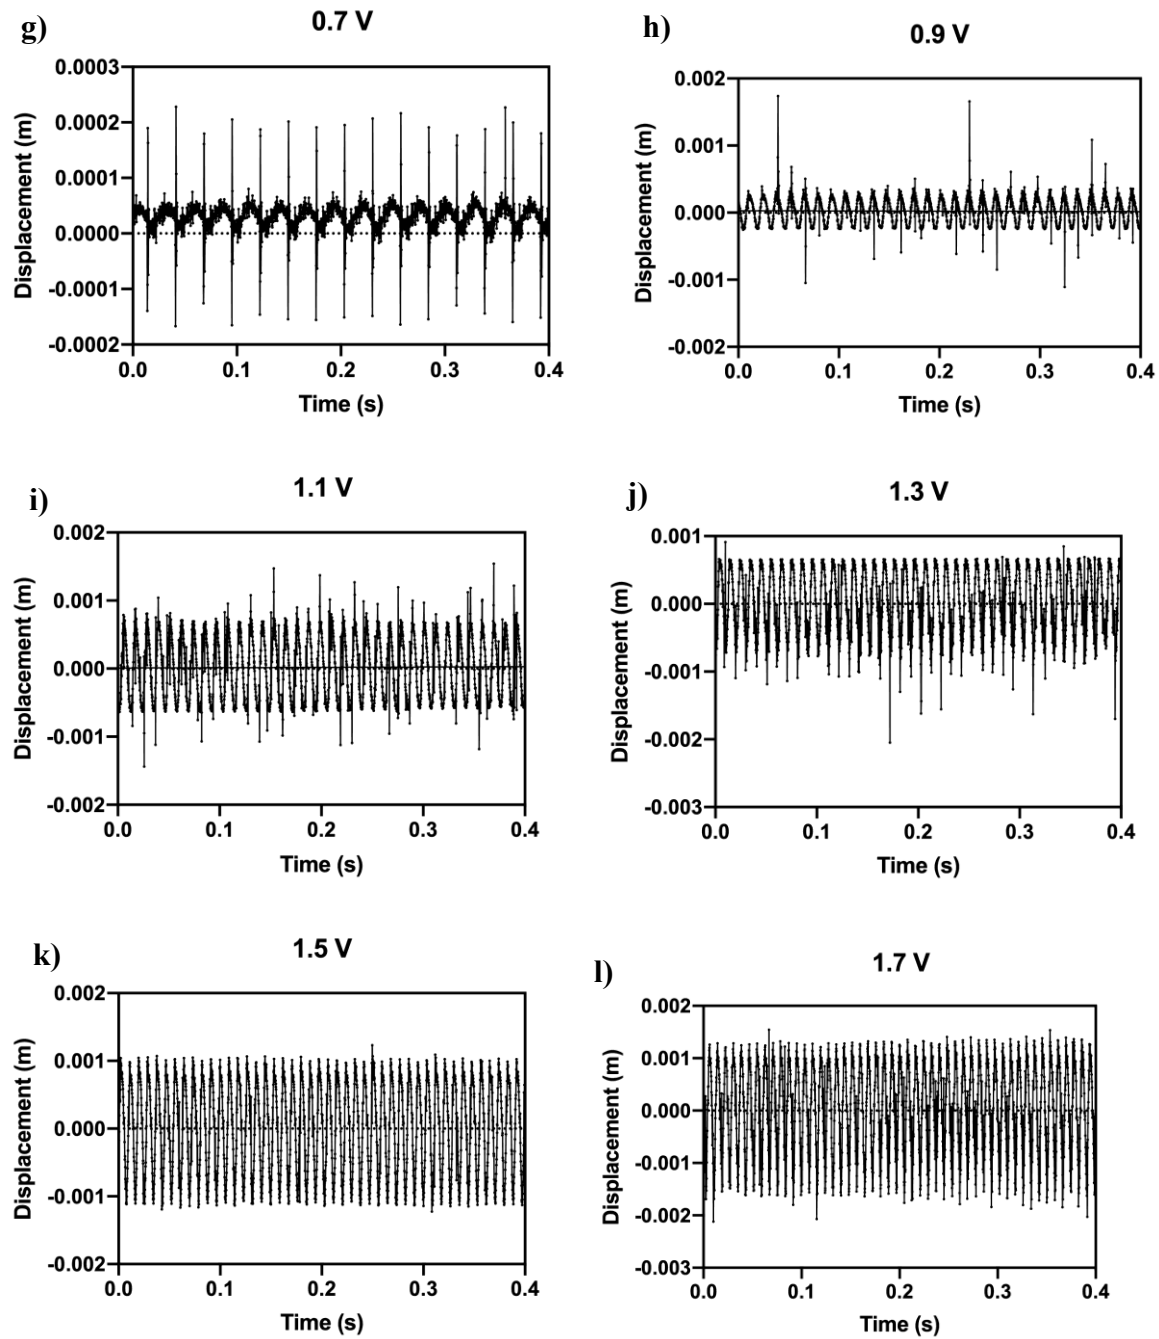 g)
0.7 V
0.0003
0.0002
0.0001
0.0000
-0.0001
-0.0002
Displacement (m)
0.0 0.1 0.2 0.3 0.4
Time (s)
h)
0.9 V
0.002
0.001
0.000
-0.001
-0.002
Displacement (m)
0.0 0.1 0.2 0.3 0.4
Time (s)
i)
1.1 V
0.002
0.001
0.000
-0.001
-0.002
Displacement (m)
0.0 0.1 0.2 0.3 0.4
Time (s)
j)
1.3 V
0.001
0.000
-0.001
-0.002
-0.003
Displacement (m)
0.0 0.1 0.2 0.3 0.4
Time (s)
k)
1.5 V
0.002
0.001
0.000
-0.001
-0.002
Displacement (m)
0.0 0.1 0.2 0.3 0.4
Time (s)
l)
1.7 V
0.002
0.001
0.000
-0.001
-0.002
-0.003
Displacement (m)
0.0 0.1 0.2 0.3 0.4
Time (s)